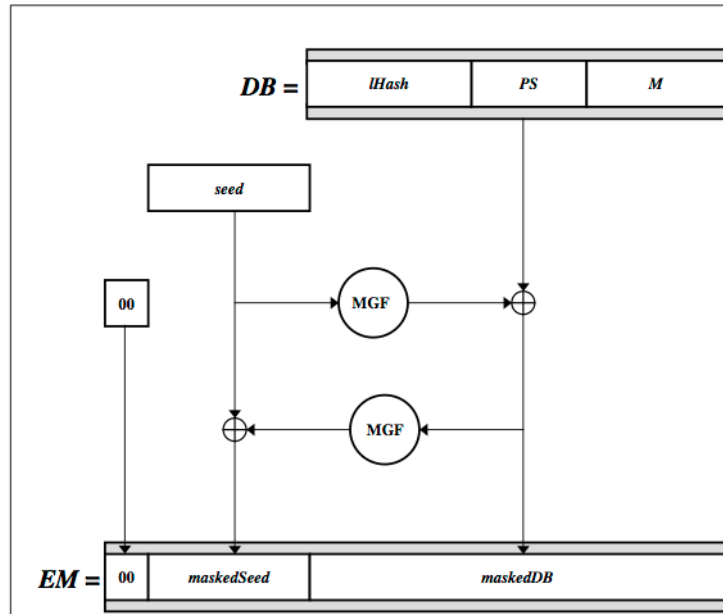 DB = lHash PS M
seed
00 MGF
MGF
EM = 00 maskedSeed maskedDB